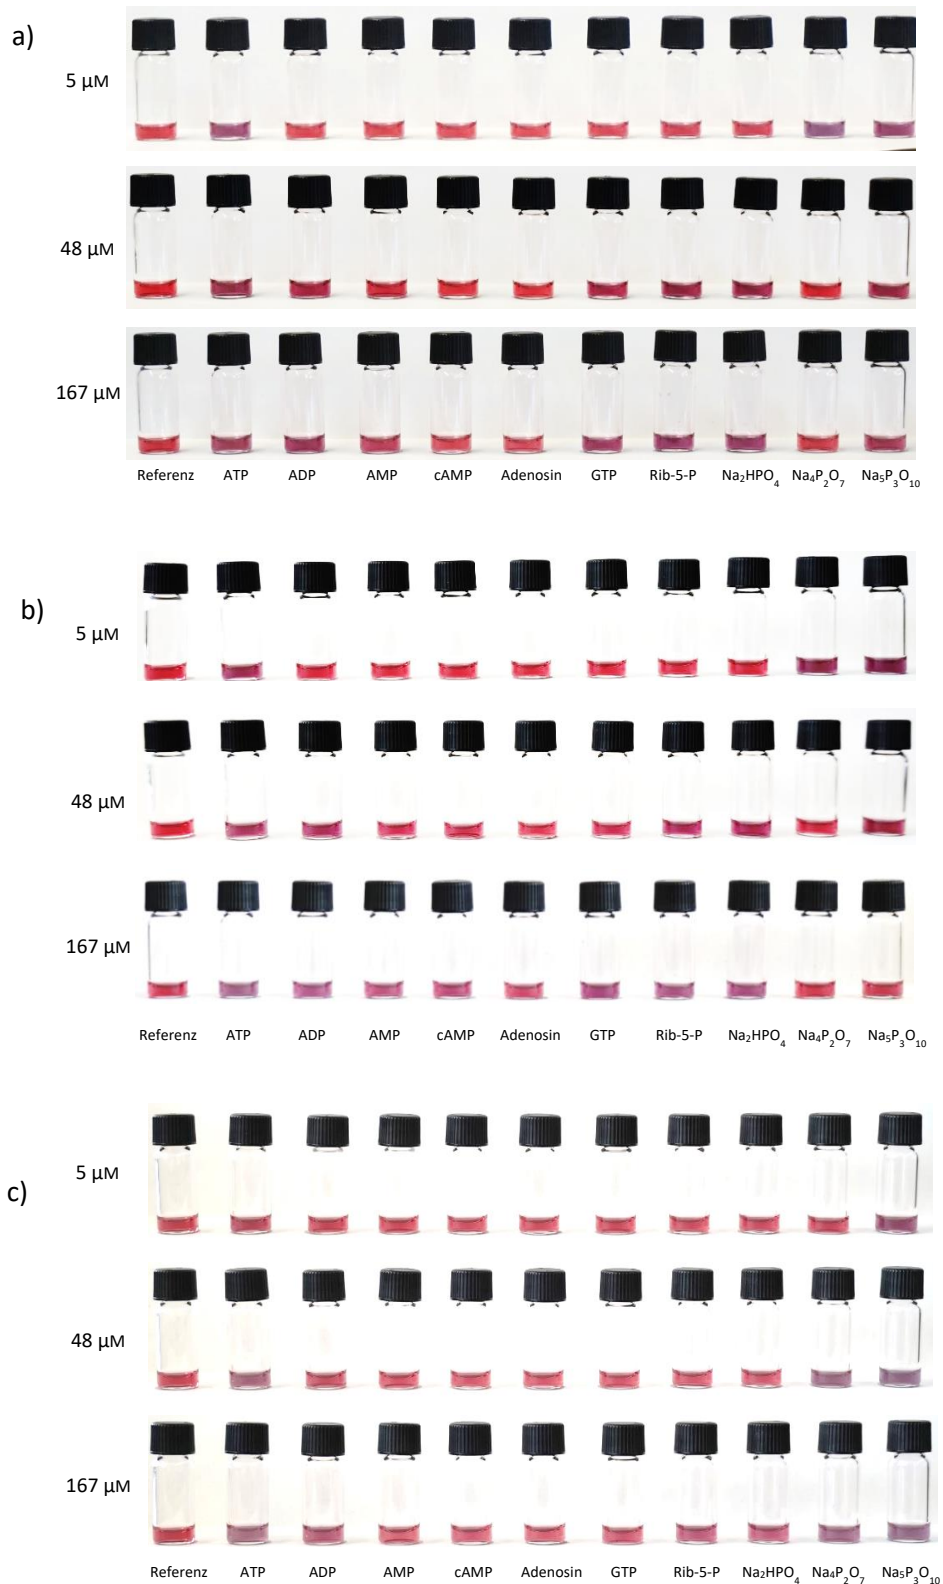 a)
5 µM
48 µM
167 µM
Referenz ATP ADP AMP cAMP Adenosin GTP Rib-5-P Na₂HPO₄ Na₄P₂O₇ Na₅P₃O₁₀
b)
5 µM
48 µM
167 µM
Referenz ATP ADP AMP cAMP Adenosin GTP Rib-5-P Na₂HPO₄ Na₄P₂O₇ Na₅P₃O₁₀
5 µM
c)
48 µM
167 µM
Referenz ATP ADP AMP cAMP Adenosin GTP Rib-5-P Na₂HPO₄ Na₄P₂O₇ Na₅P₃O₁₀